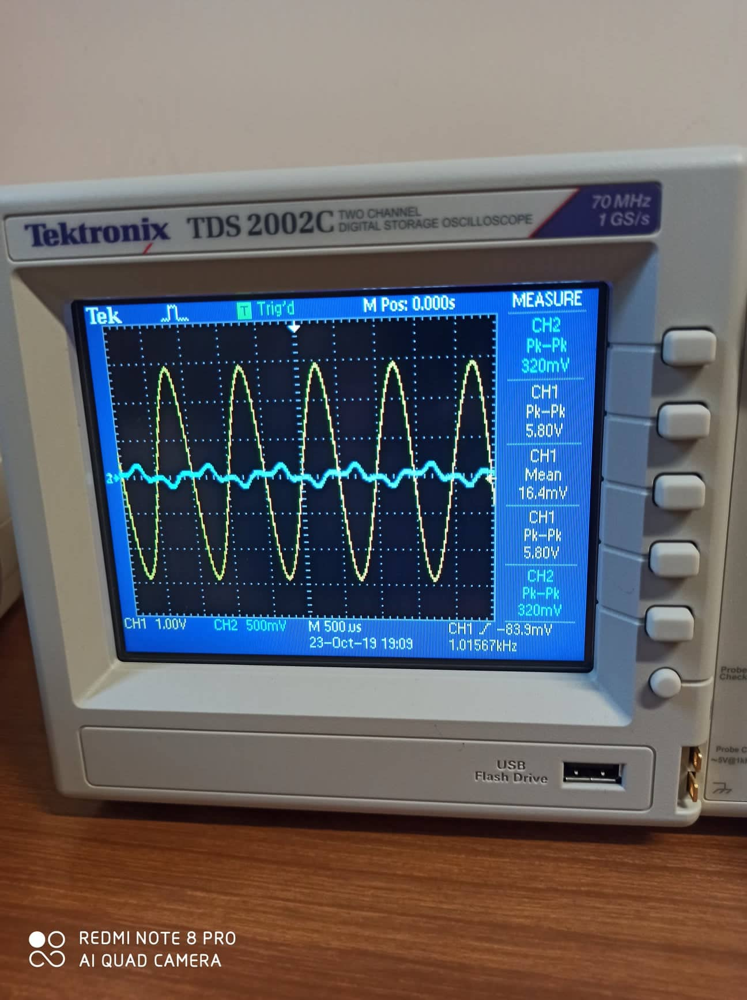 Tektronix TDS 2002C TWO CHANNEL
DIGITAL STORAGE OSCILLOSCOPE
70 MHz
1 GS/s
Tek
T Trig'd
M Pos: 0.000s
MEASURE
CH2
Pk-Pk
320mV
CH1
Pk-Pk
5.80V
CH1
Mean
16.4mV
CH1
Pk-Pk
5.80V
CH2
Pk-Pk
320mV
2
CH1 1.00V
CH2 500mV
M 500µs
CH1 -83.9mV
23-Oct-19 19:09
1.01567kHz
Probe
Check
Probe
~5V@1k
USB
Flash Drive
REDMI NOTE 8 PRO
AI QUAD CAMERA